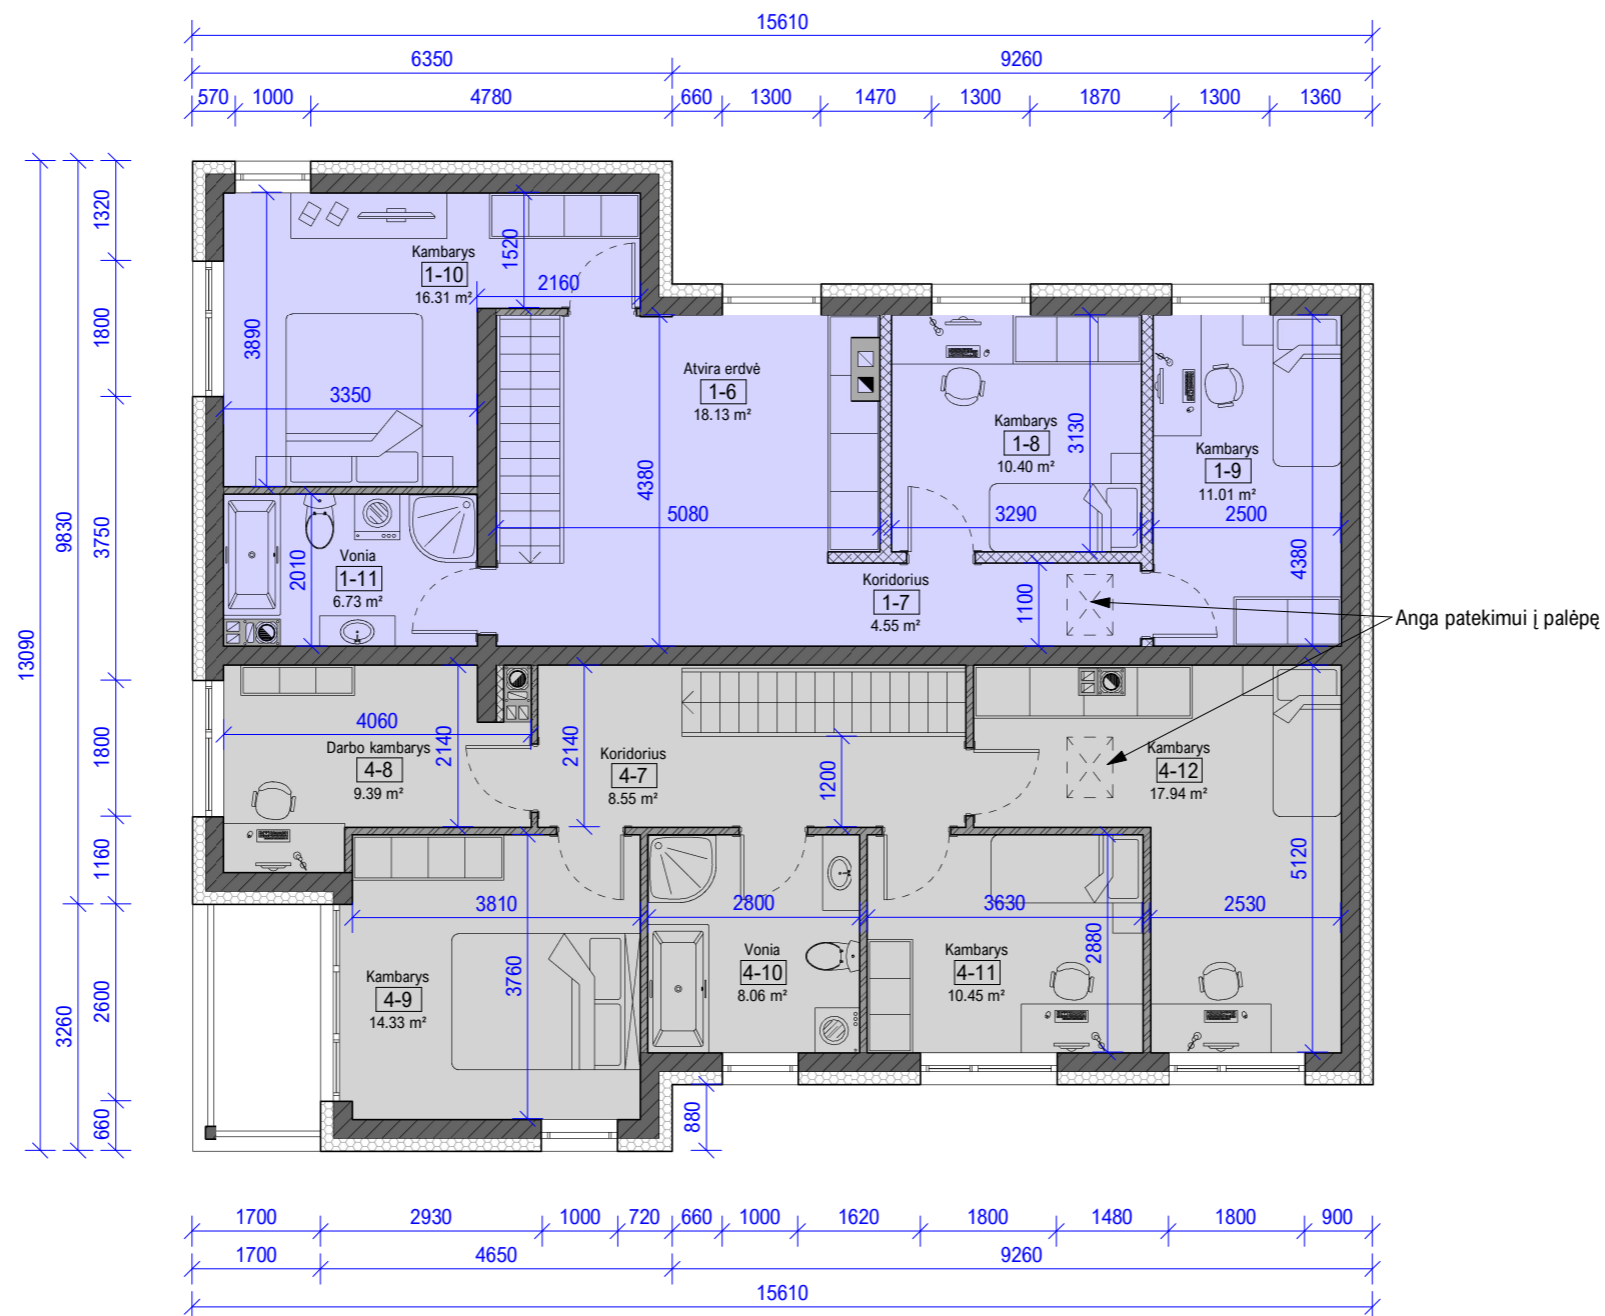 15610
6350 9260
570 1000 4780 660 1300 1470 1300 1870 1300 1360
13090
9830
3260
1320
1800
3750
1800
1160
2600
660
Kambarys
1-10
16.31 m²
1520
2160
3890
3350
Atvira erdvė
1-6
18.13 m²
4380
5080
Kambarys
1-8
10.40 m²
3130
3290
Kambarys
1-9
11.01 m²
2500
4380
Vonia
1-11
6.73 m²
2010
Koridorius
1-7
4.55 m²
1100
Anga patekimui į palėpę
4060
Darbo kambarys
4-8
9.39 m²
2140
2140
Koridorius
4-7
8.55 m²
1200
Kambarys
4-12
17.94 m²
5120
3810
2800
3630
2530
Kambarys
4-9
14.33 m²
3760
Vonia
4-10
8.06 m²
Kambarys
4-11
10.45 m²
2880
880
1700 2930 1000 720 660 1000 1620 1800 1480 1800 900
1700 4650 9260
15610